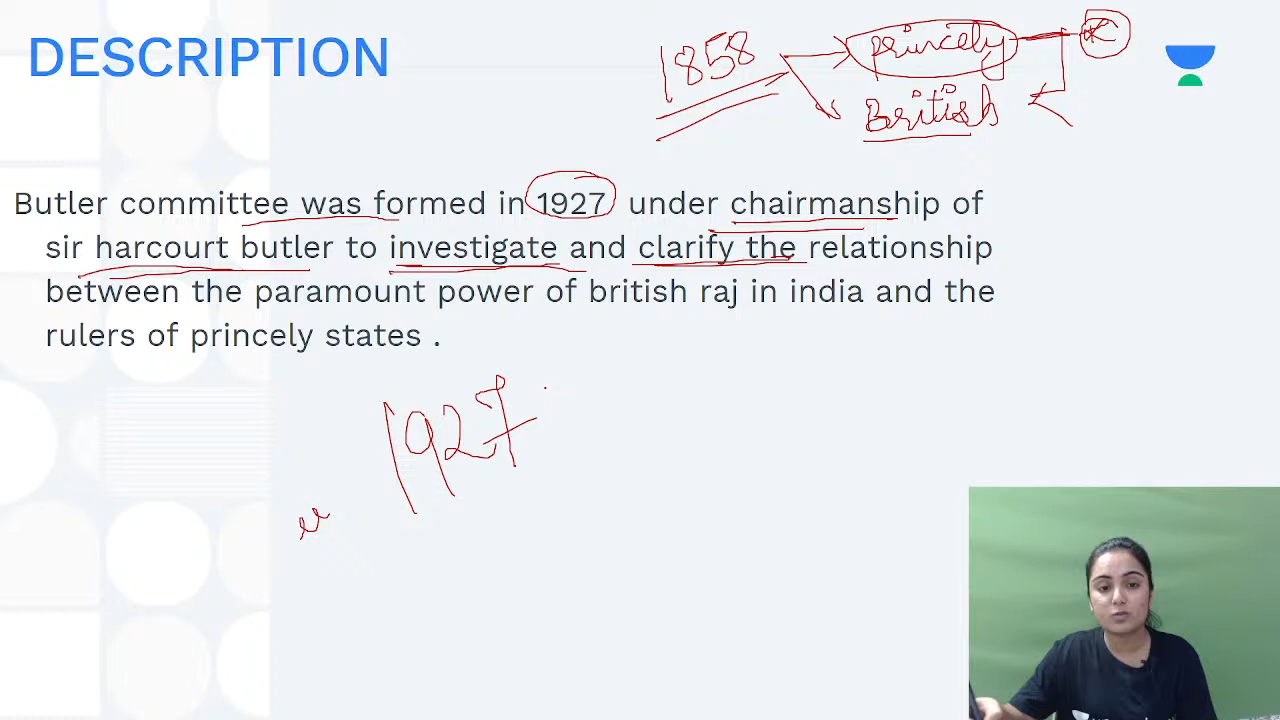 DESCRIPTION
1858
princely
British
Butler committee was formed in 1927 under chairmanship of
sir harcourt butler to investigate and clarify the relationship
between the paramount power of british raj in india and the
rulers of princely states .
1927